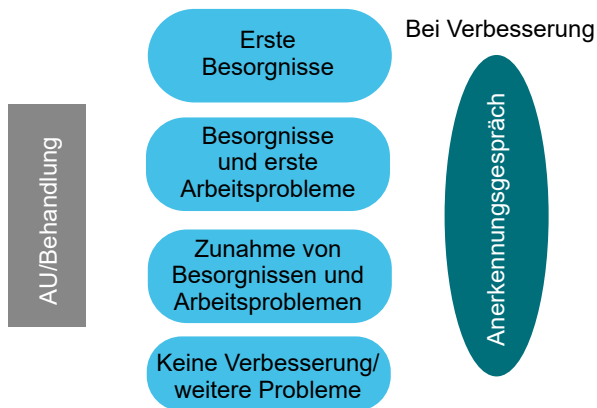 Erste
Besorgnisse
Bei Verbesserung
AU/Behandlung
Besorgnisse
und erste
Arbeitsprobleme
Anerkennungsgespräch
Zunahme von
Besorgnissen und
Arbeitsproblemen
Keine Verbesserung/
weitere Probleme